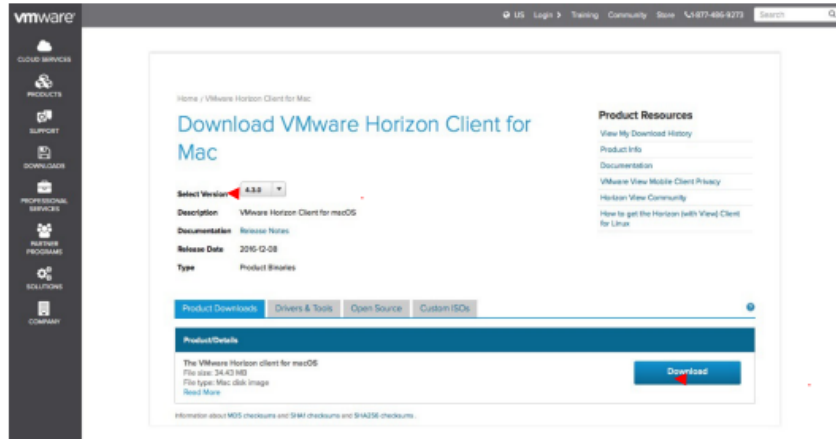 vmware
US Login > Training Community Store 1-877-486-9273 Search
CLOUD SERVICES
PRODUCTS
SUPPORT
DOWNLOADS
PROFESSIONAL
SERVICES
PARTNER
PROGRAMS
SOLUTIONS
COMPANY
Home / VMware Horizon Client for Mac
Download VMware Horizon Client for
Mac
Select Version 4.3.0
Description VMware Horizon Client for macOS
Documentation Release Notes
Release Date 2016-12-08
Type Product Binaries
Product Resources
View My Download History
Product Info
Documentation
VMware View Mobile Client Privacy
Horizon View Community
How to get the Horizon (with View) Client
for Linux
Product Downloads Drivers & Tools Open Source Custom ISOs
Product/Details
The VMware Horizon client for macOS
File size: 34.43 MB
File type: Mac disk image
Read More
Download
Information about MD5 checksums and SHA1 checksums and SHA256 checksums.